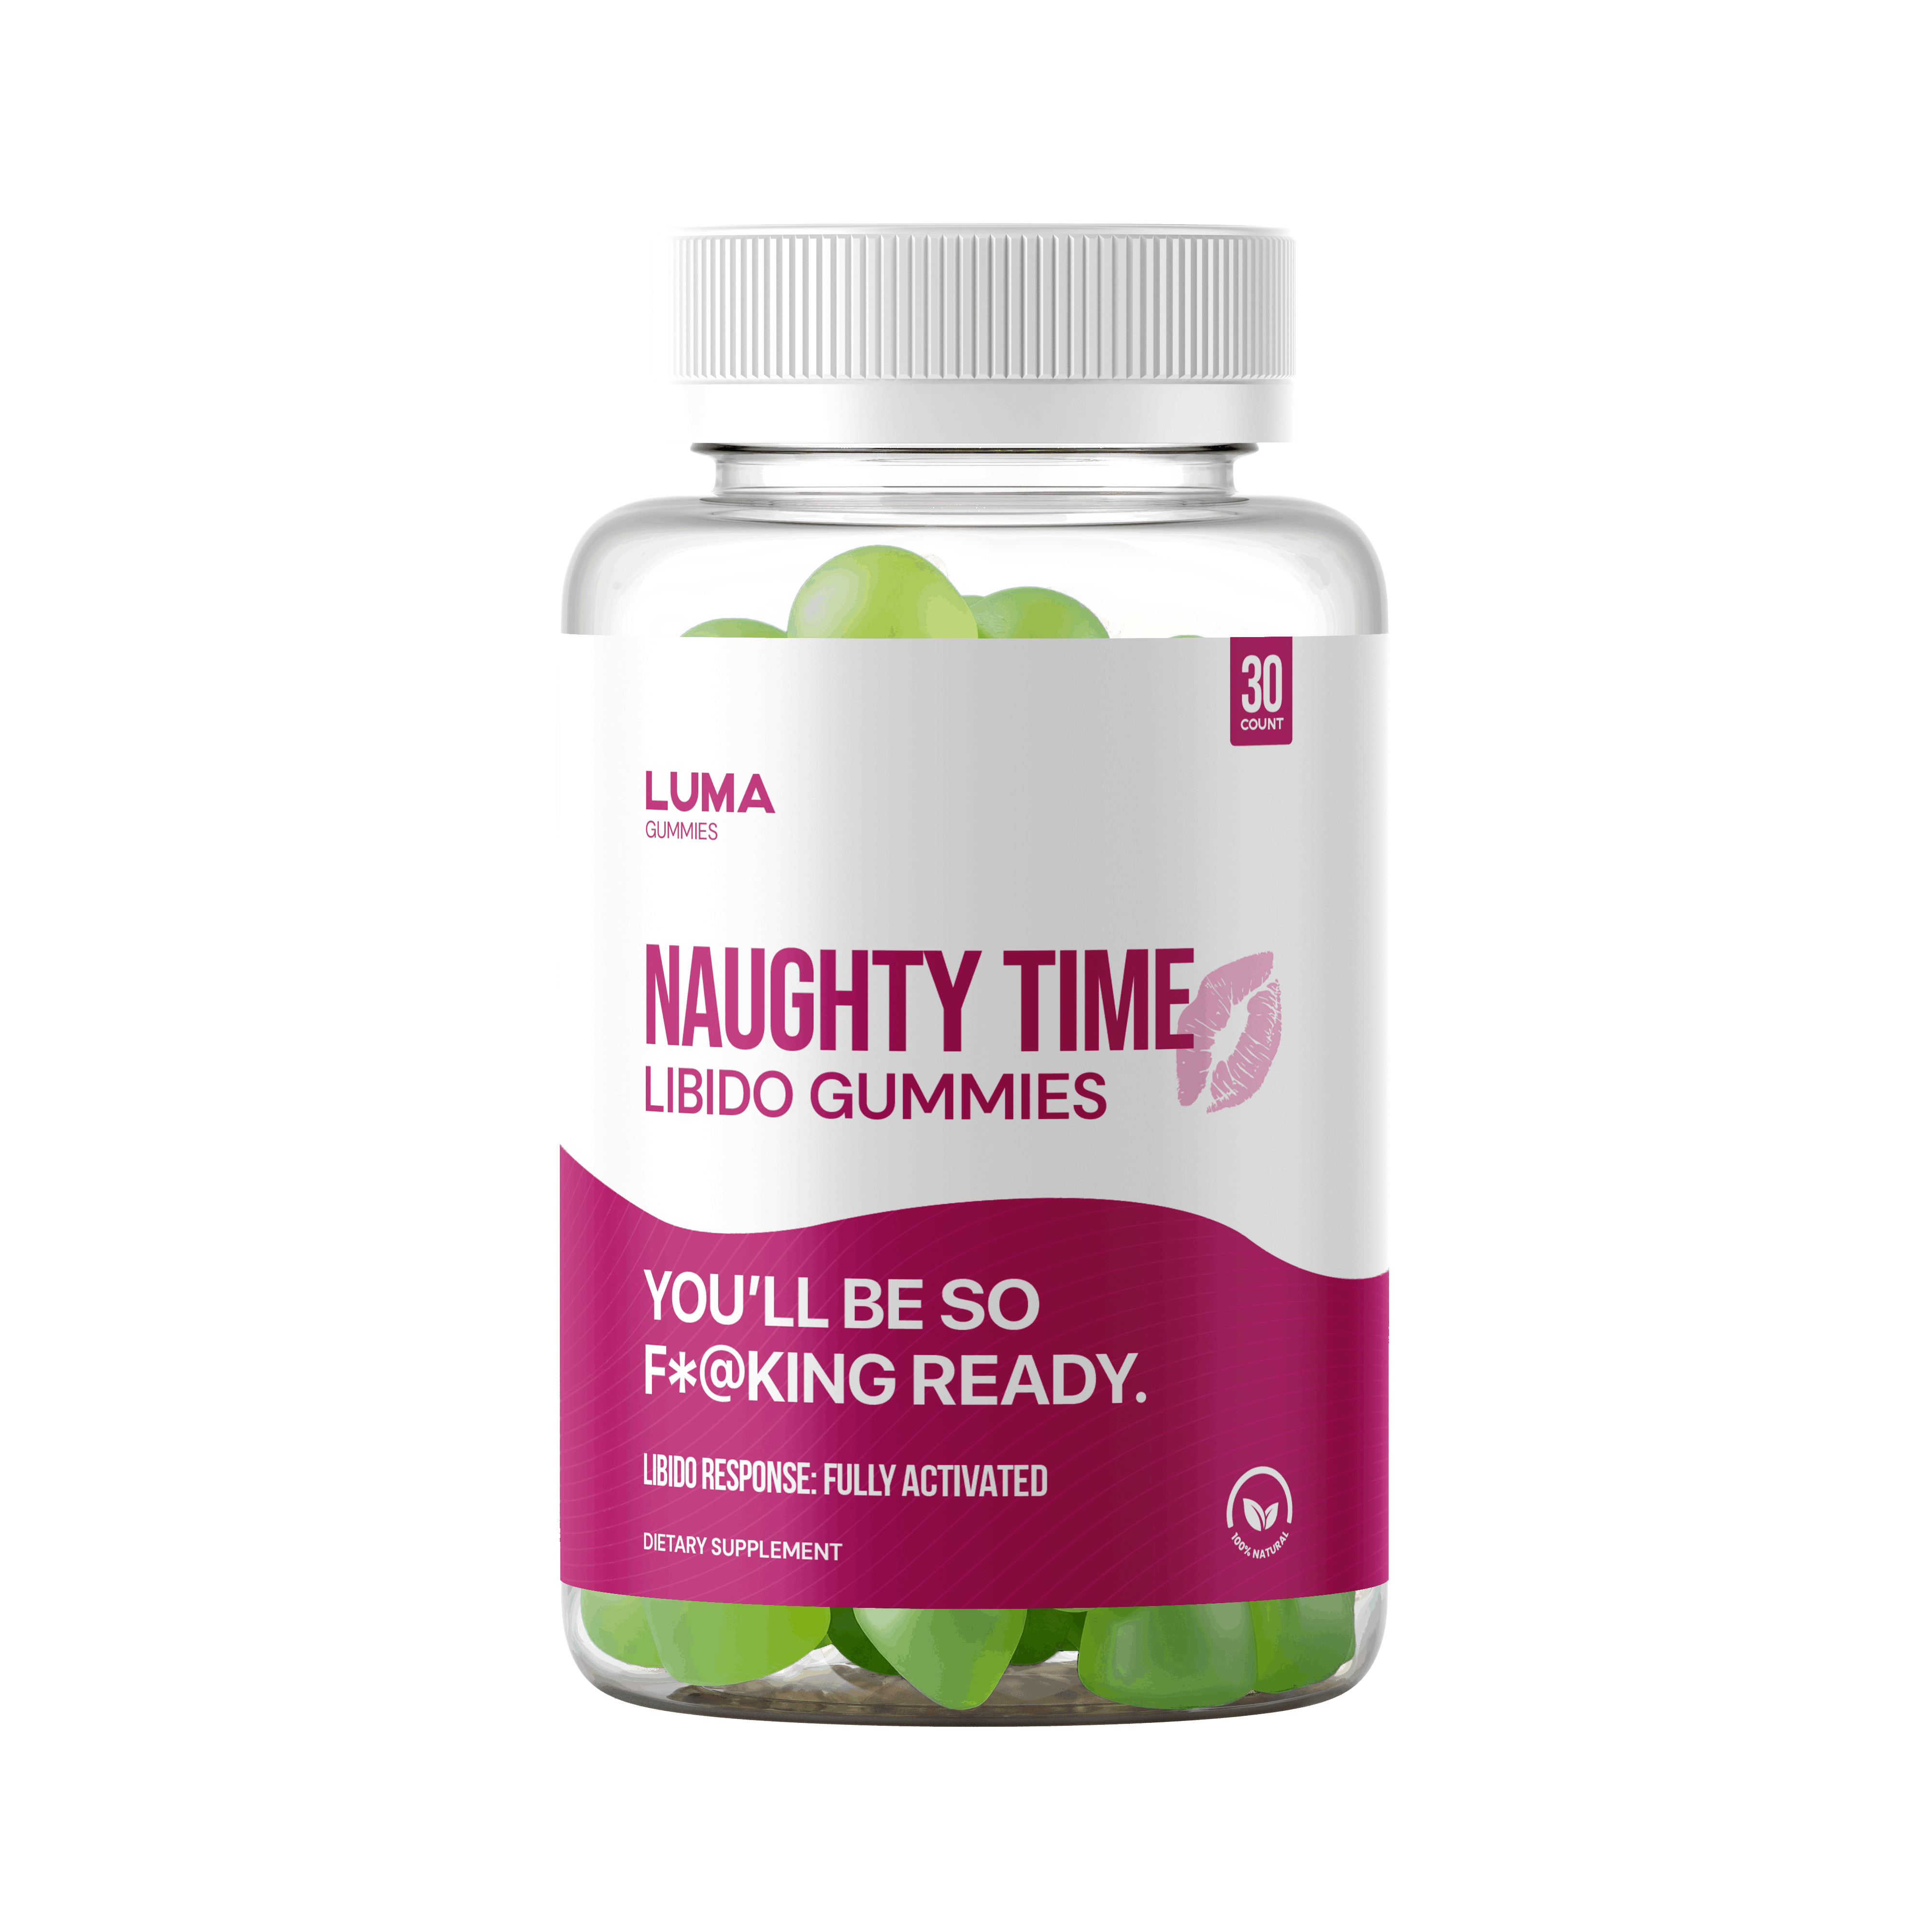 30
COUNT
LUMA
GUMMIES
NAUGHTY TIME
LIBIDO GUMMIES
YOU'LL BE SO
F*@KING READY.
LIBIDO RESPONSE: FULLY ACTIVATED
DIETARY SUPPLEMENT
100% NATURAL